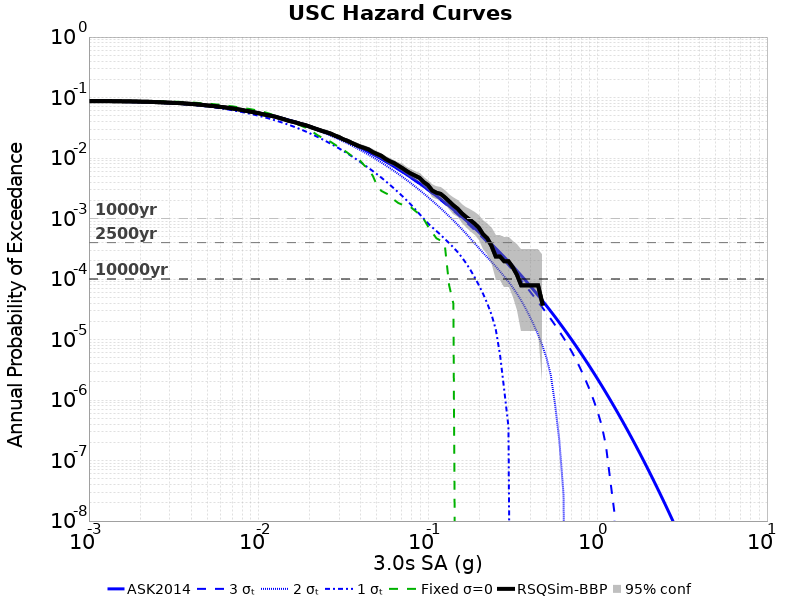 USC Hazard Curves
Annual Probability of Exceedance
10⁰
10⁻¹
10⁻²
10⁻³
10⁻⁴
10⁻⁵
10⁻⁶
10⁻⁷
10⁻⁸
1000yr
2500yr
10000yr
10⁻³ 10⁻² 10⁻¹ 10⁰ 10¹
3.0s SA (g)
ASK2014 3 σₜ 2 σₜ 1 σₜ Fixed σ=0 RSQSim-BBP 95% conf